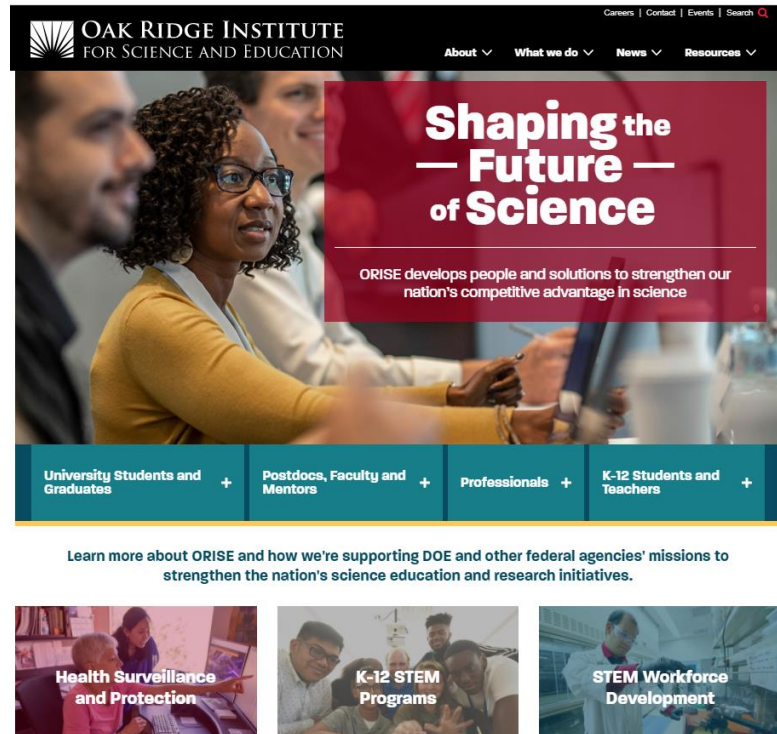 Careers | Contact | Events | Search
OAK RIDGE INSTITUTE
FOR SCIENCE AND EDUCATION
About
What we do
News
Resources
Shaping the
— Future —
of Science
ORISE develops people and solutions to strengthen our
nation's competitive advantage in science
University Students and
Graduates +
Postdocs, Faculty and
Mentors +
Professionals +
K-12 Students and
Teachers +
Learn more about ORISE and how we're supporting DOE and other federal agencies' missions to
strengthen the nation's science education and research initiatives.
Health Surveillance
and Protection
K-12 STEM
Programs
STEM Workforce
Development